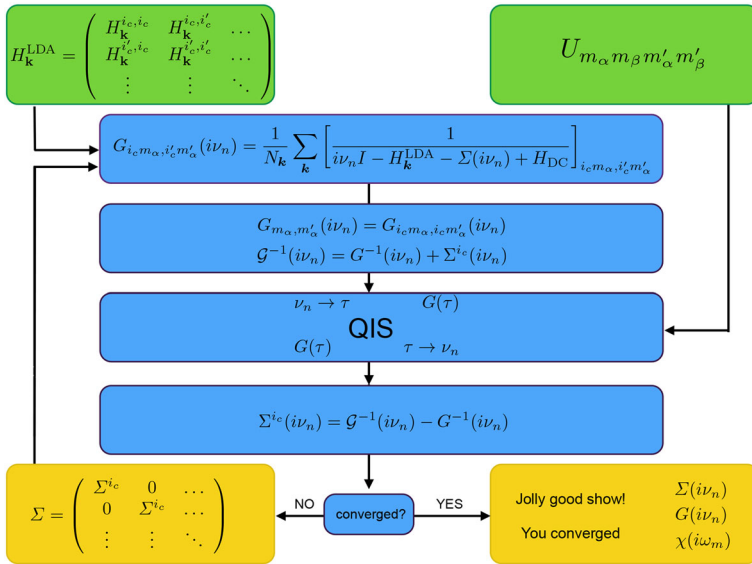 H_𝐤^LDA = ( H_𝐤^{i_c,i_c} H_𝐤^{i_c,i'_c} …
H_𝐤^{i'_c,i_c} H_𝐤^{i'_c,i'_c} …
⋮ ⋮ ⋱ )
U_{m_α m_β m'_α m'_β}
G_{i_c m_α, i'_c m'_α}(iν_n) = 1/N_𝒌 ∑_𝒌 [ 1 / (iν_n I − H_𝐤^LDA − Σ(iν_n) + H_DC) ]_{i_c m_α, i'_c m'_α}
G_{m_α, m'_α}(iν_n) = G_{i_c m_α, i_c m'_α}(iν_n)
𝒢^{-1}(iν_n) = G^{-1}(iν_n) + Σ^{i_c}(iν_n)
ν_n → τ G(τ)
QIS
G(τ) τ → ν_n
Σ^{i_c}(iν_n) = 𝒢^{-1}(iν_n) − G^{-1}(iν_n)
Σ = ( Σ^{i_c} 0 …
0 Σ^{i_c} …
⋮ ⋮ ⋱ )
NO
converged?
YES
Jolly good show! Σ(iν_n)
G(iν_n)
You converged χ(iω_m)